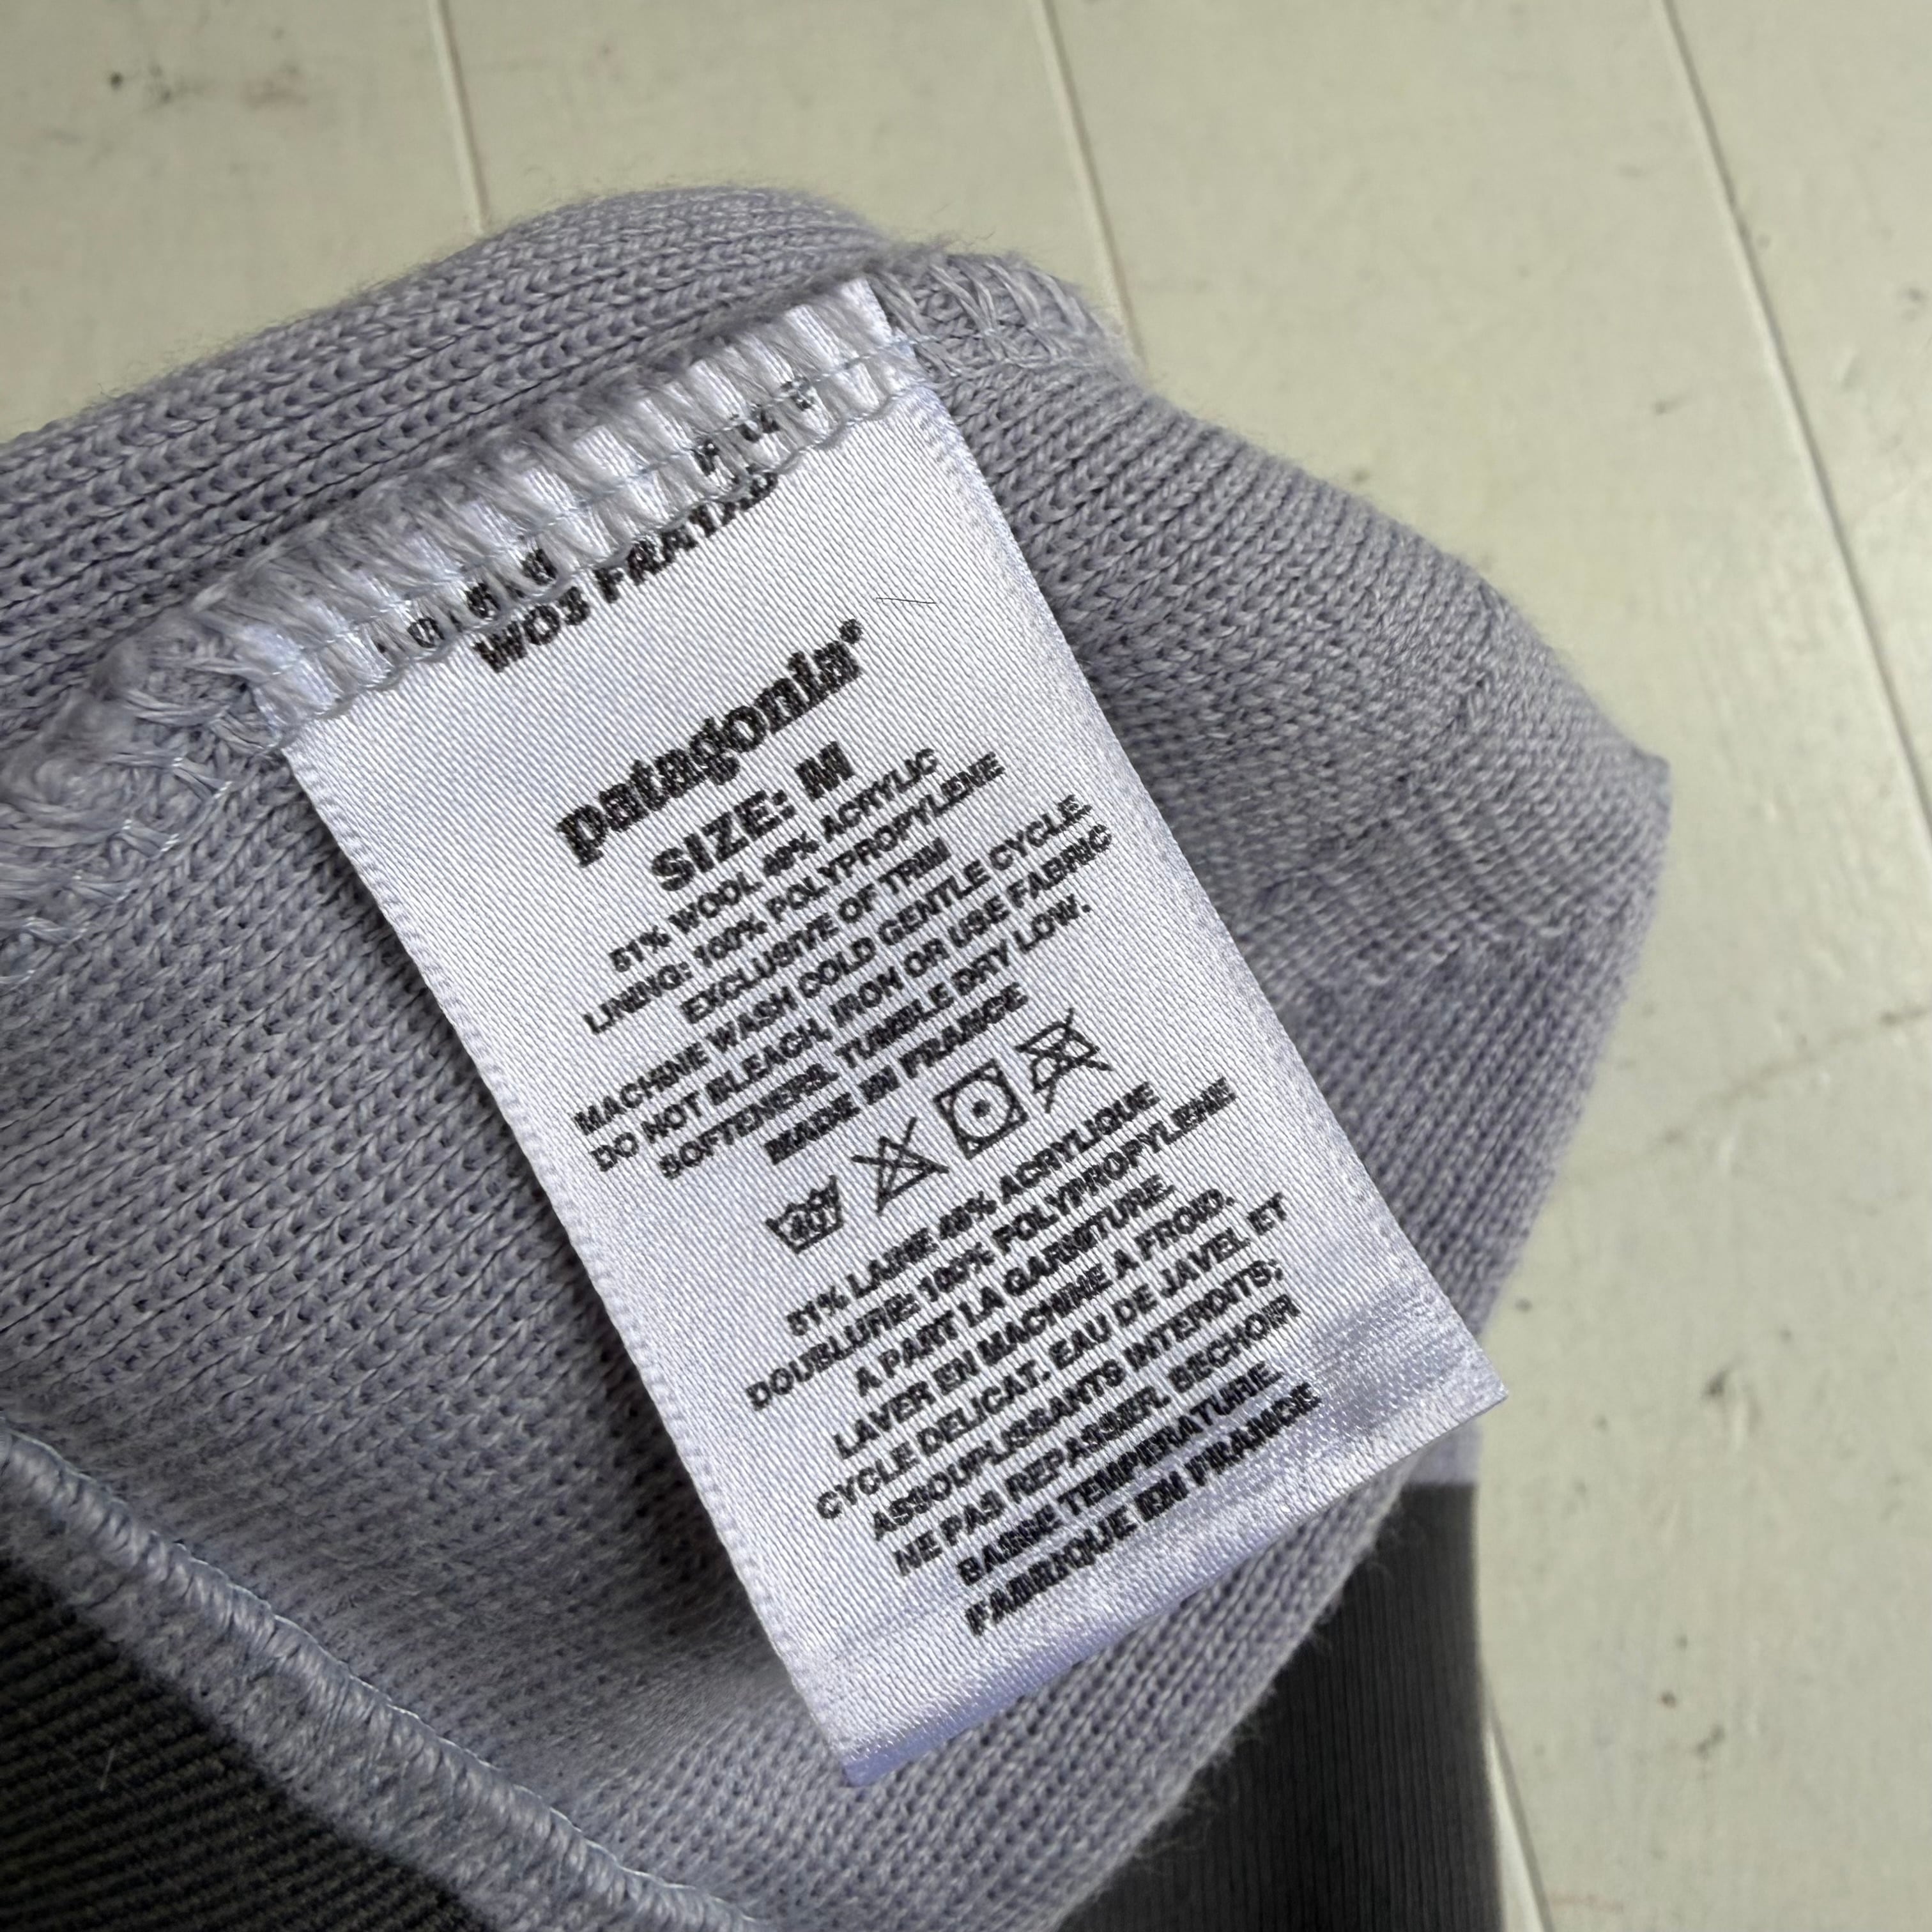 patagonia®
SIZE: M
51% WOOL 49% ACRYLIC
LINING: 100% POLYPROPYLENE
EXCLUSIVE OF TRIM
MACHINE WASH COLD GENTLE CYCLE
DO NOT BLEACH, IRON OR USE FABRIC
SOFTENERS. TUMBLE DRY LOW.
MADE IN FRANCE
40
51% LAINE 49% ACRYLIQUE
DOUBLURE: 100% POLYPROPYLENE
A PART LA GARNITURE
LAVER EN MACHINE A FROID.
CYCLE DELICAT. EAU DE JAVEL ET
ASSOUPLISSANTS INTERDITS;
NE PAS REPASSER. SECHOIR
BASSE TEMPERATURE
FABRIQUE EN FRANCE